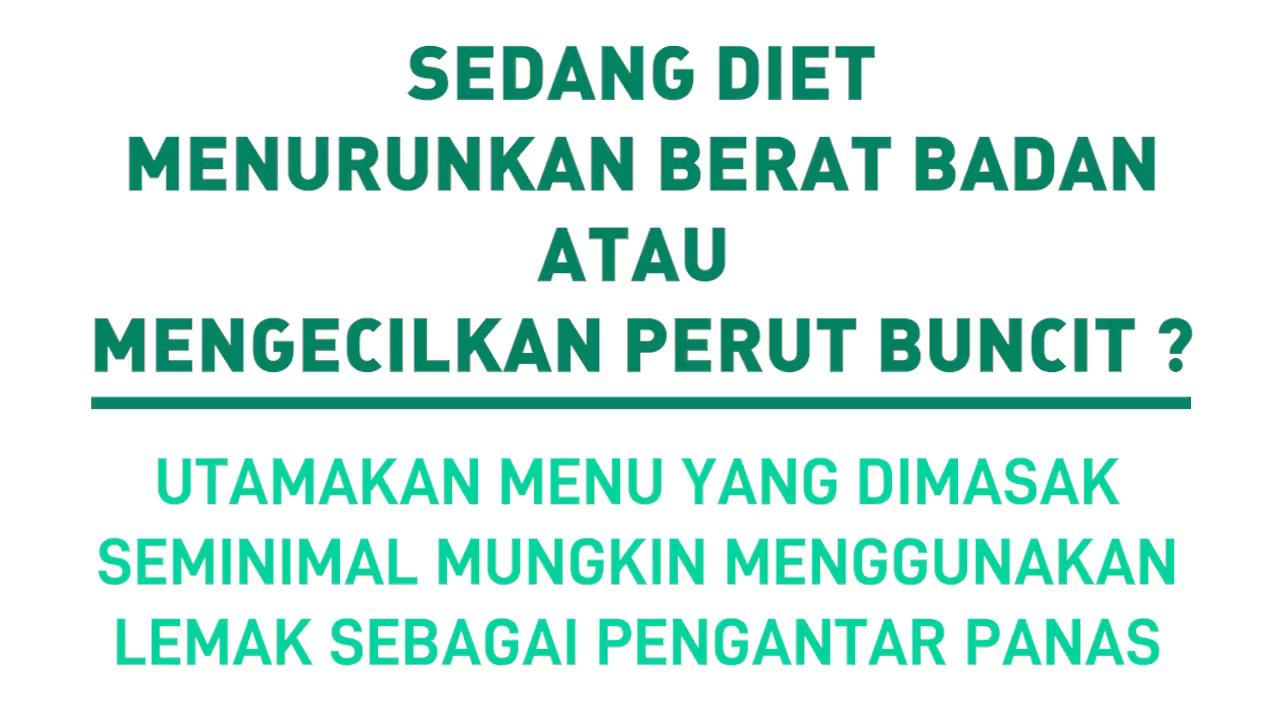 SEDANG DIET
MENURUNKAN BERAT BADAN
ATAU
MENGECILKAN PERUT BUNCIT ?
UTAMAKAN MENU YANG DIMASAK
SEMINIMAL MUNGKIN MENGGUNAKAN
LEMAK SEBAGAI PENGANTAR PANAS